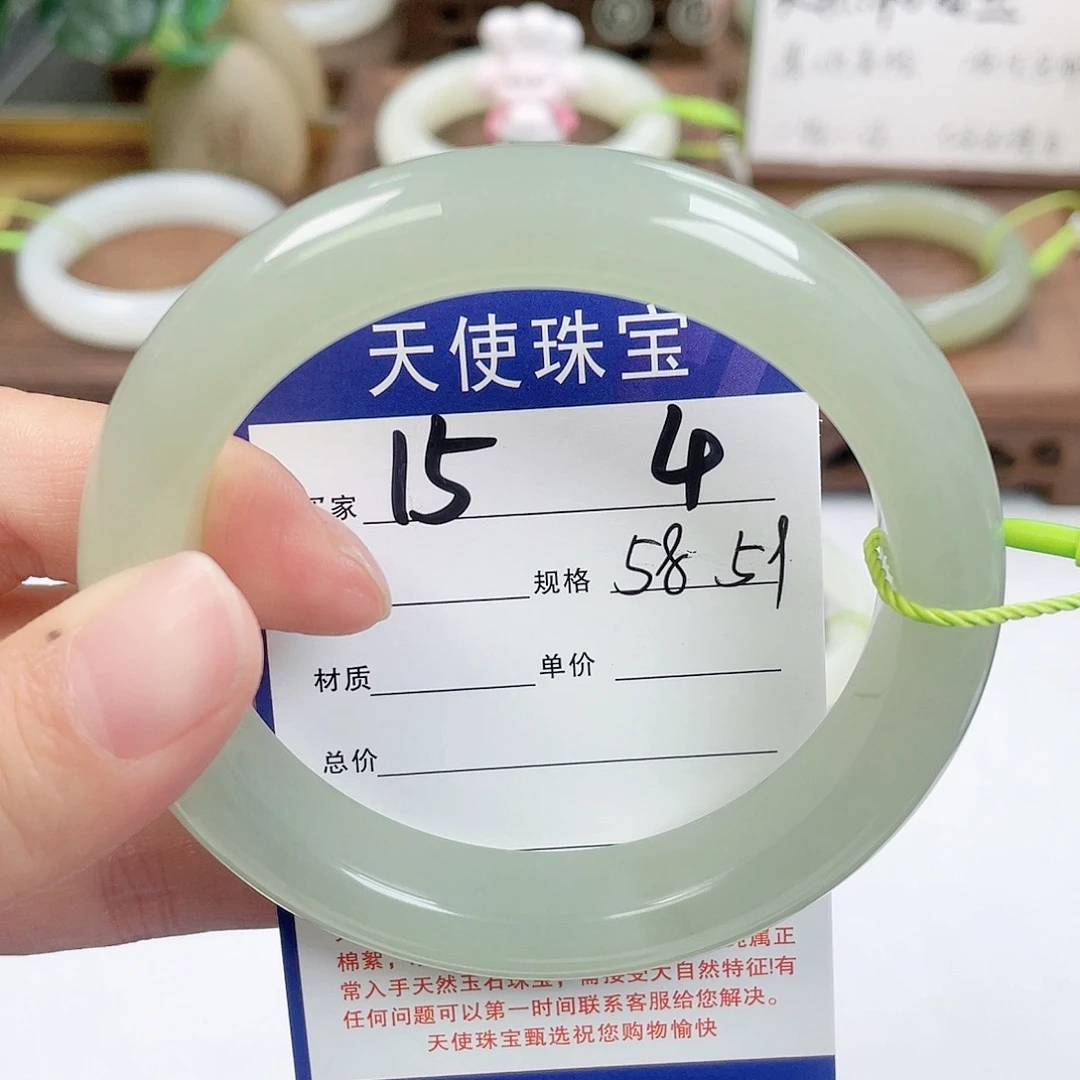 天使珠宝
买家 15 4
规格 58 51
材质 单价
总价
属正
棉絮，
常入手天然玉石珠宝，需接受大自然特征!有
任何问题可以第一时间联系客服给您解决。
天使珠宝甄选祝您购物愉快